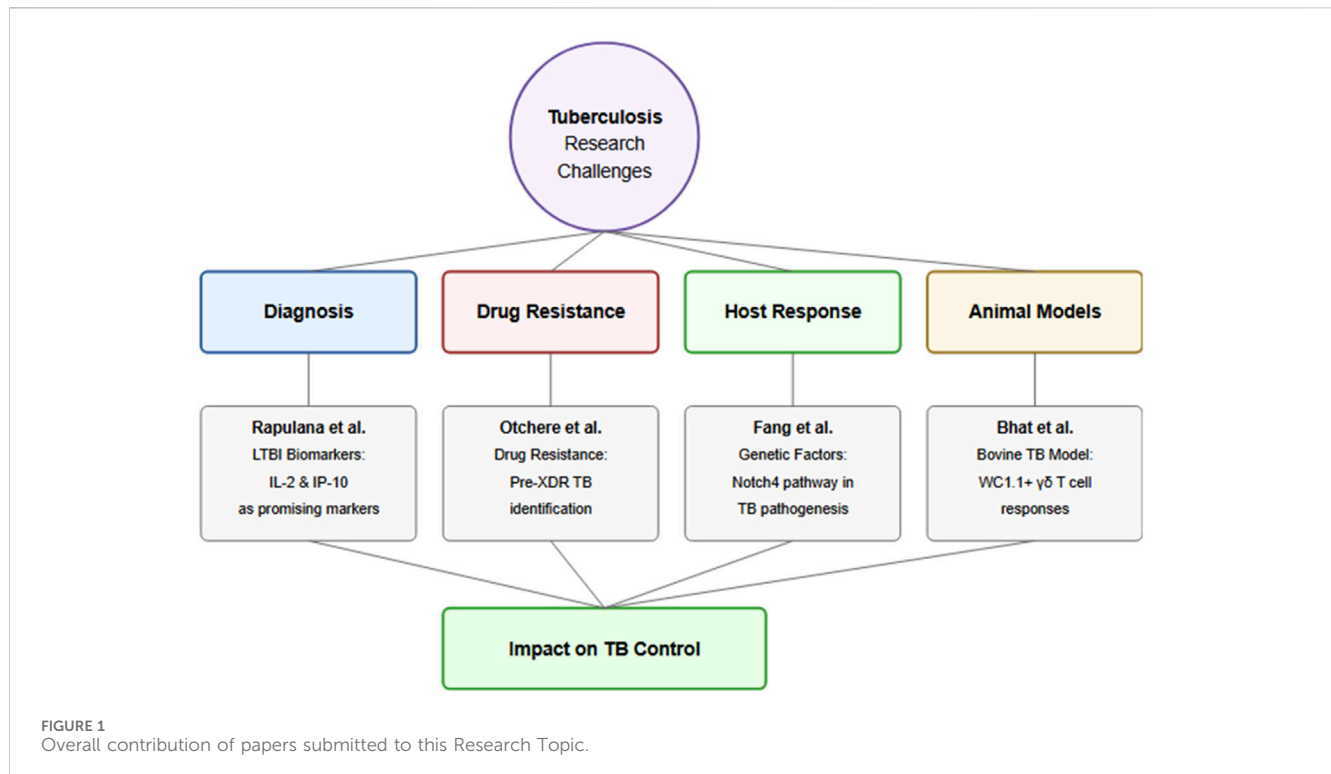 Tuberculosis
Research
Challenges
Diagnosis
Drug Resistance
Host Response
Animal Models
Rapulana et al.
LTBI Biomarkers:
IL-2 & IP-10
as promising markers
Otchere et al.
Drug Resistance:
Pre-XDR TB
identification
Fang et al.
Genetic Factors:
Notch4 pathway in
TB pathogenesis
Bhat et al.
Bovine TB Model:
WC1.1+ γδ T cell
responses
Impact on TB Control
FIGURE 1
Overall contribution of papers submitted to this Research Topic.